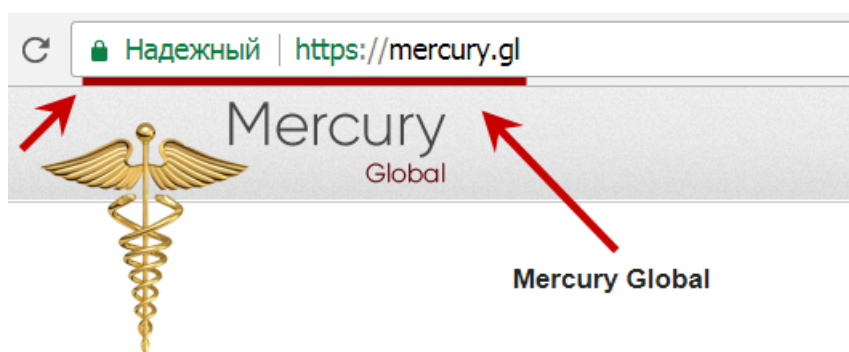 Надежный | https://mercury.gl
Mercury
Global
Mercury Global